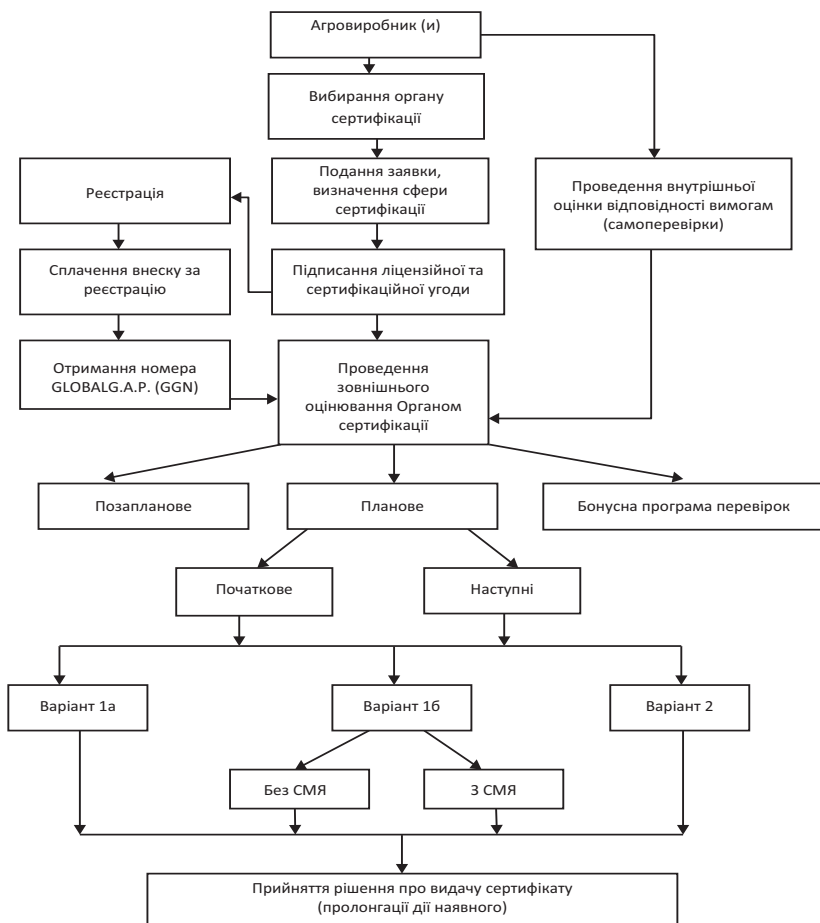 Агровиробник (и)
Вибирання органу
сертифікації
Реєстрація
Подання заявки,
визначення сфери
сертифікації
Проведення внутрішньої
оцінки відповідності вимогам
(самоперевірки)
Сплачення внеску за
реєстрацію
Підписання ліцензійної та
сертифікаційної угоди
Отримання номера
GLOBALG.A.P. (GGN)
Проведення
зовнішнього
оцінювання Органом
сертифікації
Позапланове
Планове
Бонусна програма перевірок
Початкове
Наступні
Варіант 1а
Варіант 1б
Варіант 2
Без СМЯ
З СМЯ
Прийняття рішення про видачу сертифікату
(пролонгації дії наявного)